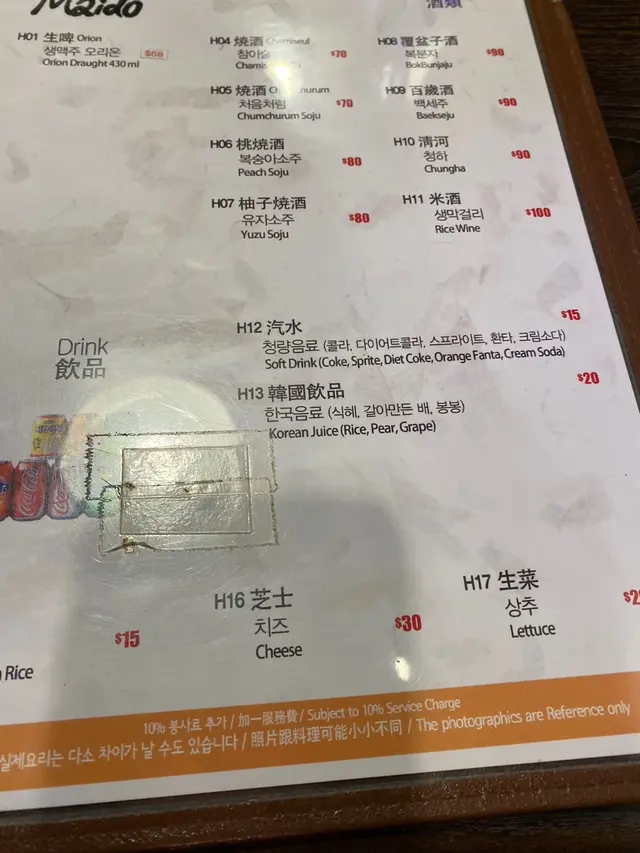 Maido
酒類
H01 生啤 Orion
생맥주 오리온
$68
Orion Draught 430 ml
H04 燒酒 Chamiseul
참이슬
$70
H05 燒酒
처음처럼
$70
Chumchurum Soju
H06 桃燒酒
복숭아소주
$80
Peach Soju
H07 柚子燒酒
유자소주
$80
Yuzu Soju
H08 覆盆子酒
복분자
$90
BokBunjaju
H09 百歲酒
백세주
$90
Baekseju
H10 淸河
청하
$90
Chungha
H11 米酒
생막걸리
$100
Rice Wine
Drink
飲品
H12 汽水
$15
청량음료 (콜라, 다이어트콜라, 스프라이트, 환타, 크림소다)
Soft Drink (Coke, Sprite, Diet Coke, Orange Fanta, Cream Soda)
H13 韓國飲品
$20
한국음료 (식혜, 갈아만든 배, 봉봉)
Korean Juice (Rice, Pear, Grape)
$15
Rice
H16 芝士
치즈
$30
Cheese
H17 生菜
상추
Lettuce
10% 봉사료 추가 / 加一服務費 / Subject to 10% Service Charge
실제요리는 다소 차이가 날 수도 있습니다 / 照片跟料理可能小小不同 / The photographics are Reference only